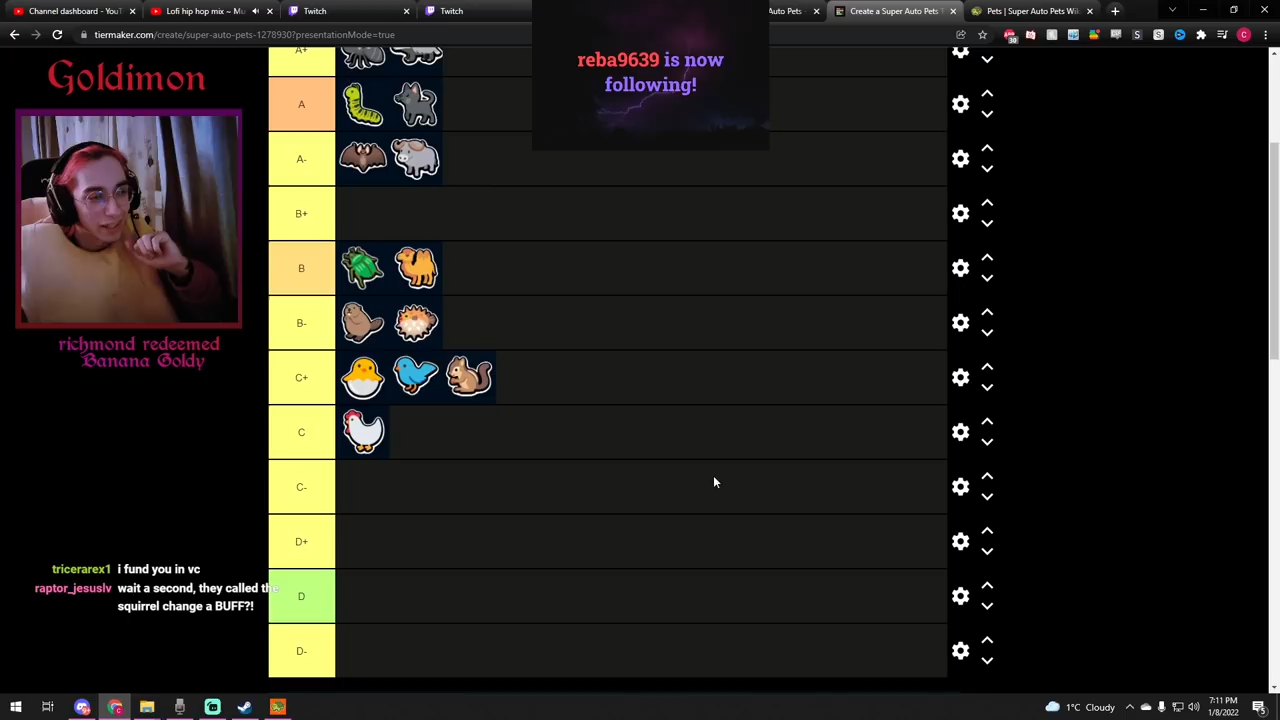 Channel dashboard - YouT
Lofi hip hop mix ~ Mu
Twitch
Twitch
Auto Pets
Create a Super Auto Pets T
Pets | Super Auto Pets Wik
tiermaker.com/create/super-auto-pets-1278930?presentationMode=true
30
C
reba9639 is now
following!
Goldimon
richmond redeemed
Banana Goldy
A+
A
A-
B+
B
B-
C+
C
C-
D+
D
D-
tricerarex1 i fund you in vc
raptor_jesuslv wait a second, they called the
squirrel change a BUFF?!
1°C Cloudy
7:11 PM
1/8/2022